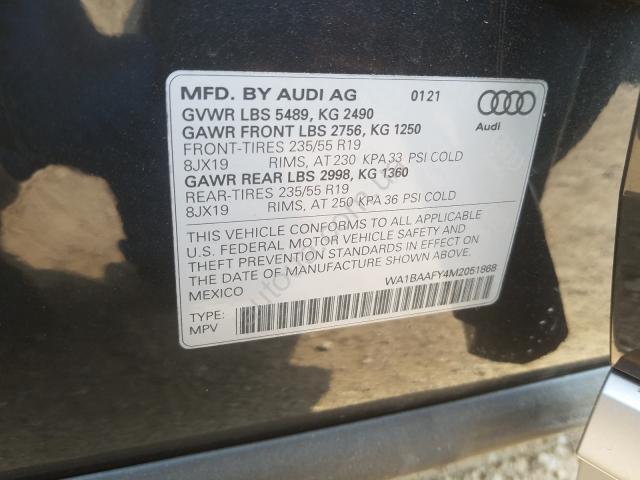 MFD. BY AUDI AG 01 21
GVWR LBS 5489, KG 2490
GAWR FRONT LBS 2756, KG 1250
FRONT-TIRES 235/55 R19
8JX19 RIMS, AT 230 KPA 33 PSI COLD
GAWR REAR LBS 2998, KG 1360
REAR-TIRES 235/55 R19
8JX19 RIMS, AT 250 KPA 36 PSI COLD
Audi
THIS VEHICLE CONFORMS TO ALL APPLICABLE
U.S. FEDERAL MOTOR VEHICLE SAFETY AND
THEFT PREVENTION STANDARDS IN EFFECT ON
THE DATE OF MANUFACTURE SHOWN ABOVE.
MEXICO
WA1BAAFY4M2051868
TYPE:
MPV